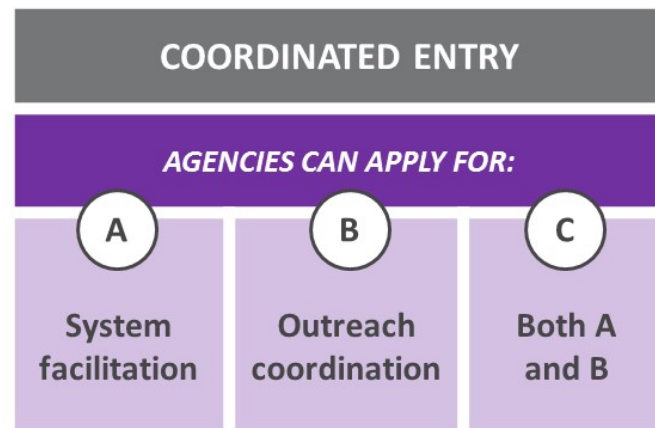 COORDINATED ENTRY
AGENCIES CAN APPLY FOR:
A
System
facilitation
B
Outreach
coordination
C
Both A
and B